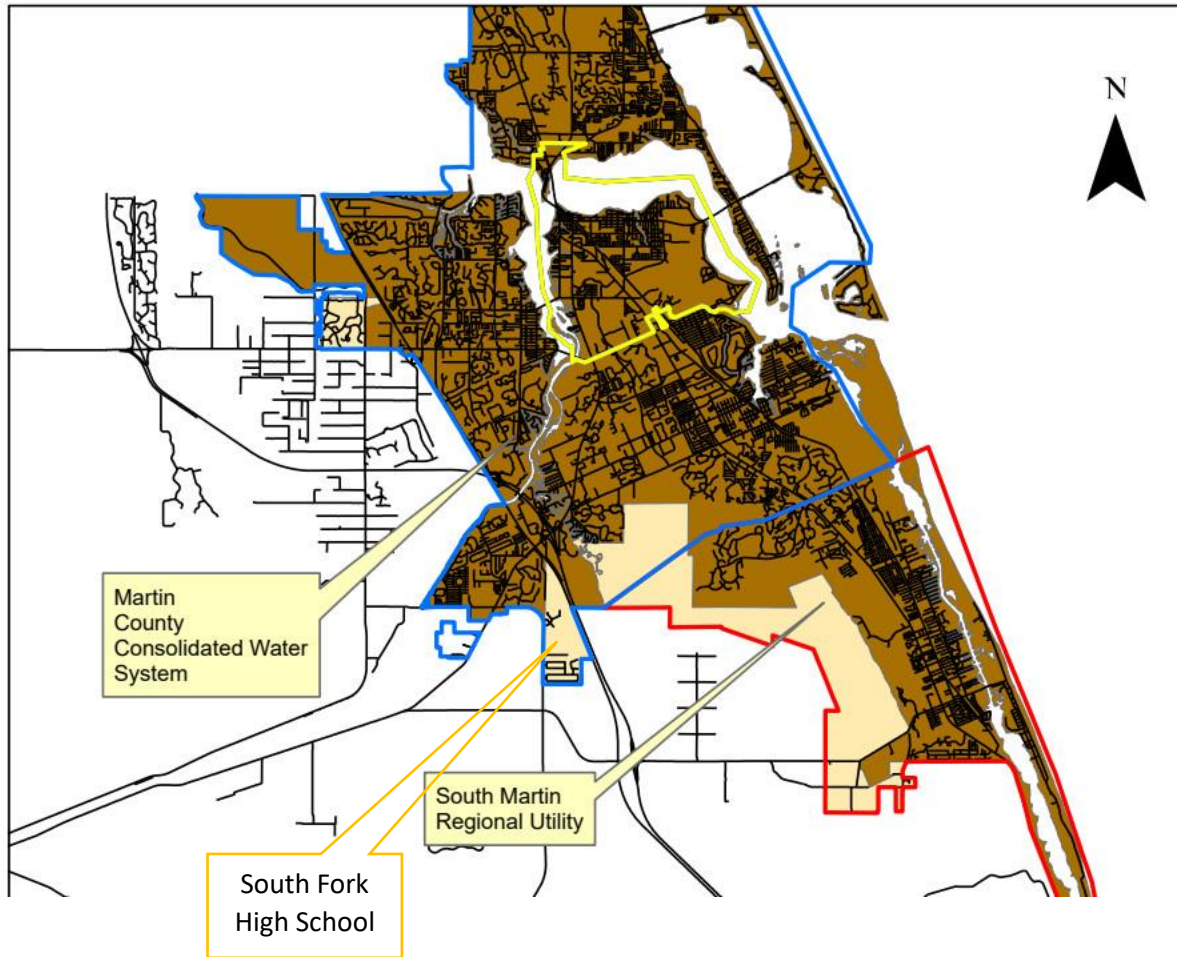 N
Martin
County
Consolidated Water
System
South Martin
Regional Utility
South Fork
High School